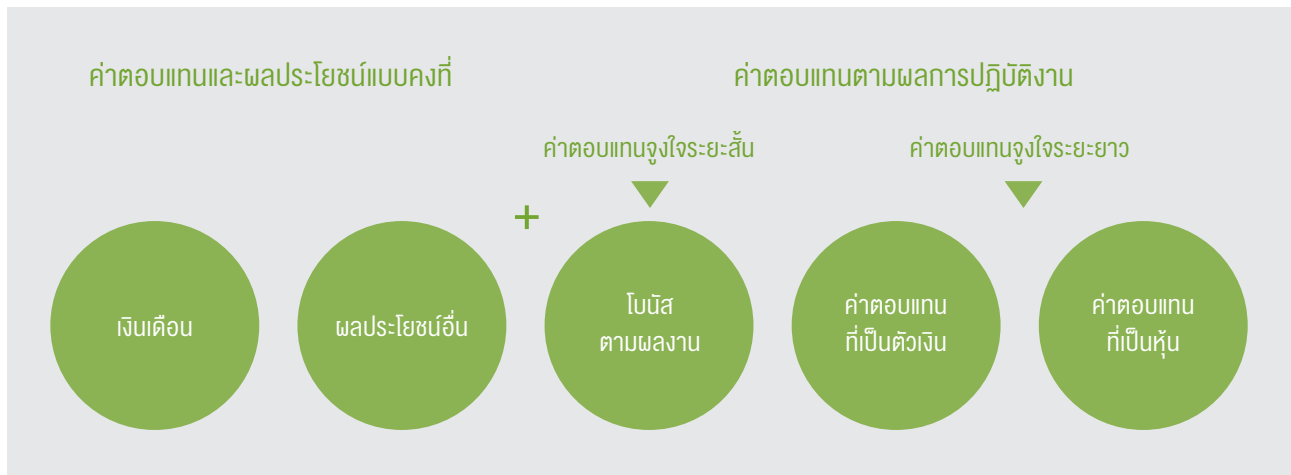 ค่าตอบแทนและผลประโยชน์แบบคงที่
ค่าตอบแทนตามผลการปฏิบัติงาน
ค่าตอบแทนจูงใจระยะสั้น
ค่าตอบแทนจูงใจระยะยาว
+
เงินเดือน
ผลประโยชน์อื่น
โบนัส
ตามผลงาน
ค่าตอบแทน
ที่เป็นตัวเงิน
ค่าตอบแทน
ที่เป็นหุ้น